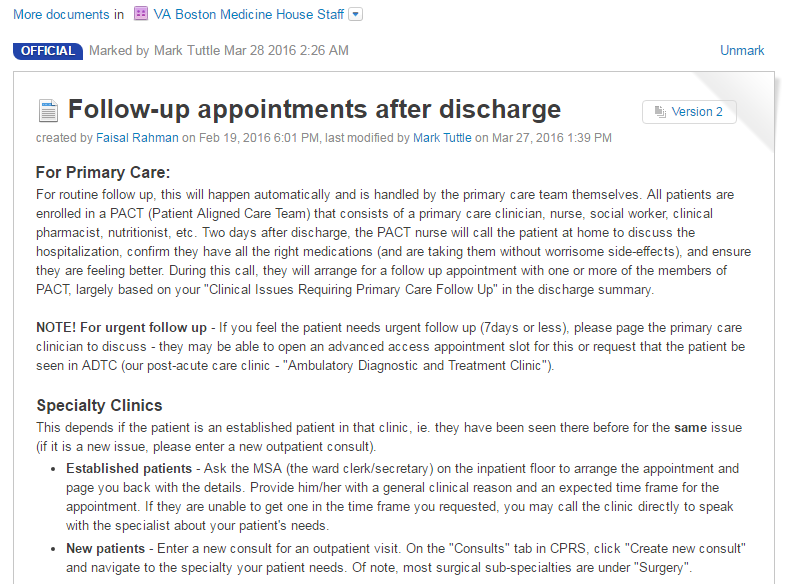 More documents in VA Boston Medicine House Staff
OFFICIAL Marked by Mark Tuttle Mar 28 2016 2:26 AM Unmark
Follow-up appointments after discharge Version 2
created by Faisal Rahman on Feb 19, 2016 6:01 PM, last modified by Mark Tuttle on Mar 27, 2016 1:39 PM
For Primary Care:
For routine follow up, this will happen automatically and is handled by the primary care team themselves. All patients are
enrolled in a PACT (Patient Aligned Care Team) that consists of a primary care clinician, nurse, social worker, clinical
pharmacist, nutritionist, etc. Two days after discharge, the PACT nurse will call the patient at home to discuss the
hospitalization, confirm they have all the right medications (and are taking them without worrisome side-effects), and ensure
they are feeling better. During this call, they will arrange for a follow up appointment with one or more of the members of
PACT, largely based on your "Clinical Issues Requiring Primary Care Follow Up" in the discharge summary.
NOTE! For urgent follow up - If you feel the patient needs urgent follow up (7days or less), please page the primary care
clinician to discuss - they may be able to open an advanced access appointment slot for this or request that the patient be
seen in ADTC (our post-acute care clinic - "Ambulatory Diagnostic and Treatment Clinic").
Specialty Clinics
This depends if the patient is an established patient in that clinic, ie. they have been seen there before for the same issue
(if it is a new issue, please enter a new outpatient consult).
• Established patients - Ask the MSA (the ward clerk/secretary) on the inpatient floor to arrange the appointment and
page you back with the details. Provide him/her with a general clinical reason and an expected time frame for the
appointment. If they are unable to get one in the time frame you requested, you may call the clinic directly to speak
with the specialist about your patient's needs.
• New patients - Enter a new consult for an outpatient visit. On the "Consults" tab in CPRS, click "Create new consult"
and navigate to the specialty your patient needs. Of note, most surgical sub-specialties are under "Surgery".